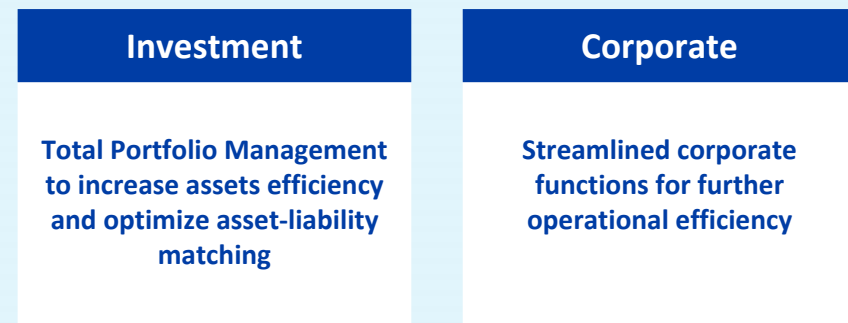 Investment
Total Portfolio Management
to increase assets efficiency
and optimize asset-liability
matching
Corporate
Streamlined corporate
functions for further
operational efficiency